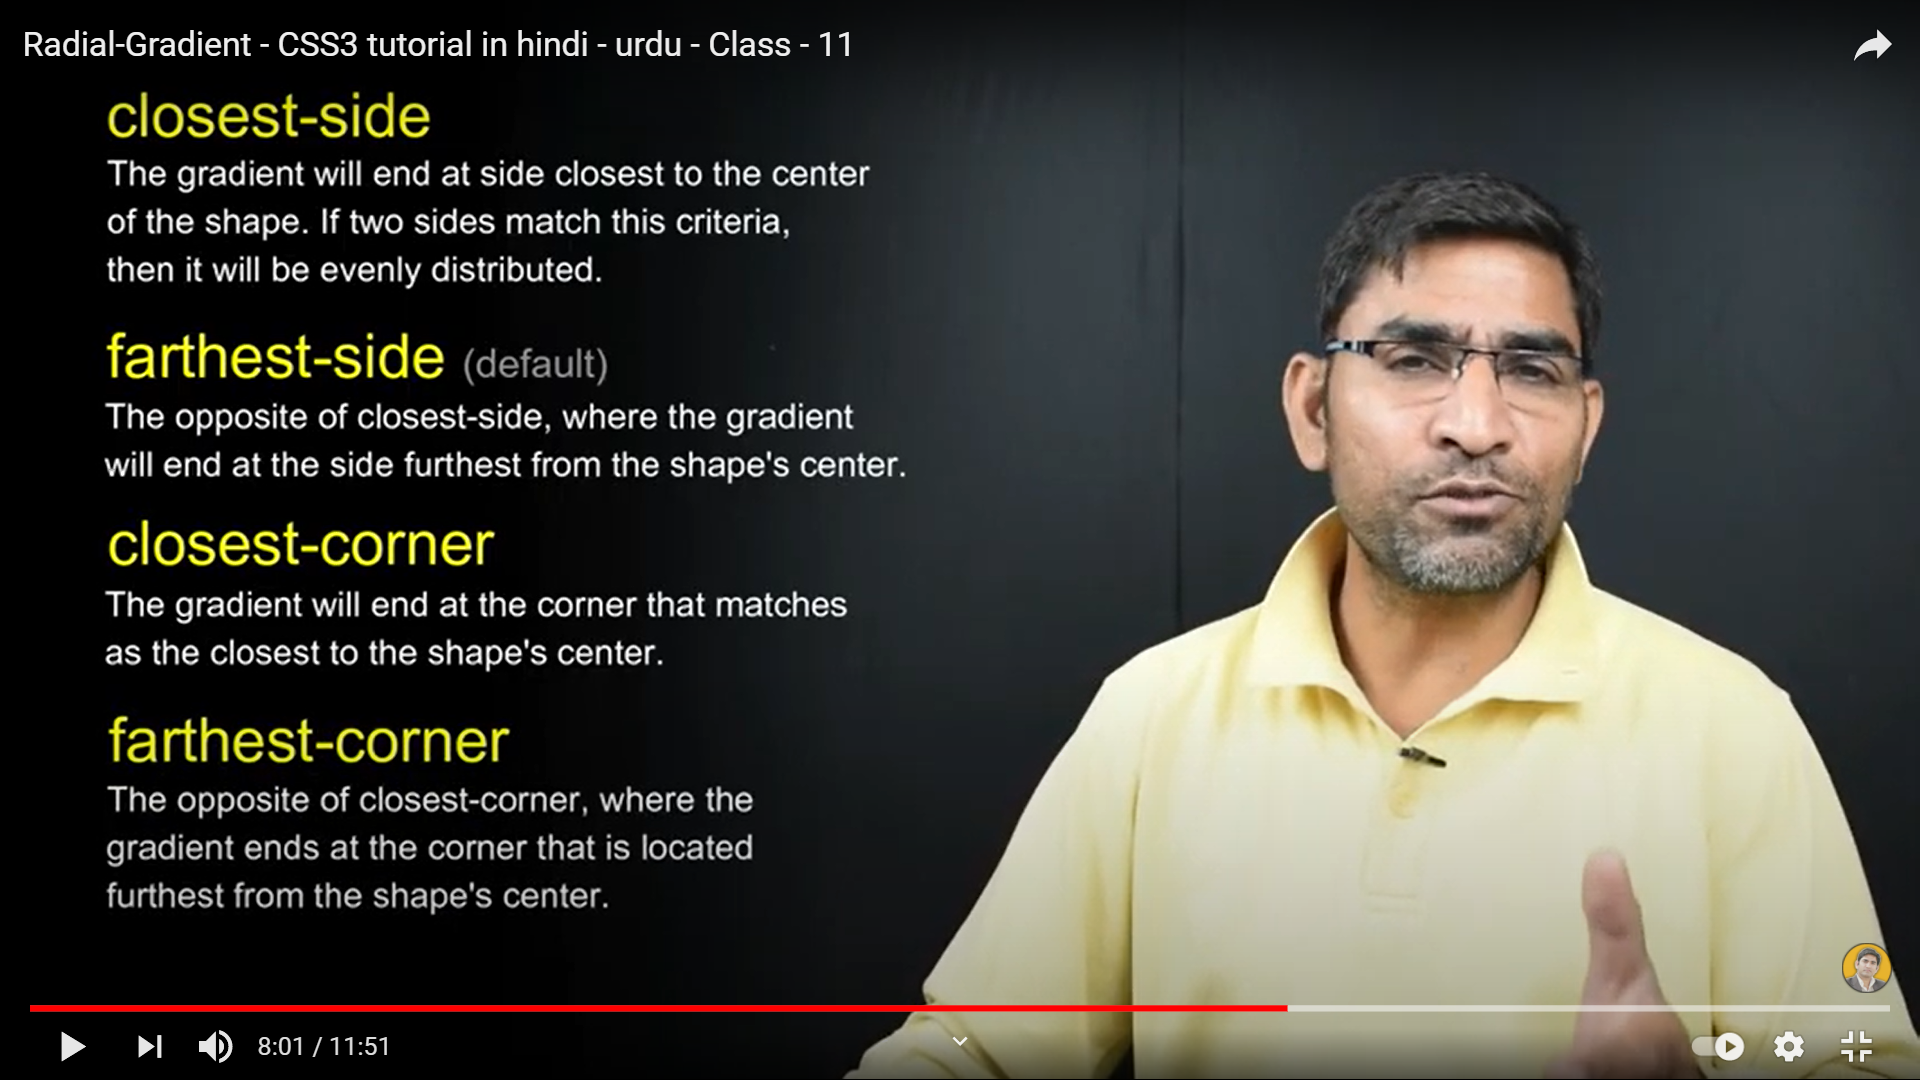 Radial-Gradient - CSS3 tutorial in hindi - urdu - Class - 11
closest-side
The gradient will end at side closest to the center
of the shape. If two sides match this criteria,
then it will be evenly distributed.
farthest-side (default)
The opposite of closest-side, where the gradient
will end at the side furthest from the shape's center.
closest-corner
The gradient will end at the corner that matches
as the closest to the shape's center.
farthest-corner
The opposite of closest-corner, where the
gradient ends at the corner that is located
furthest from the shape's center.
8:01 / 11:51